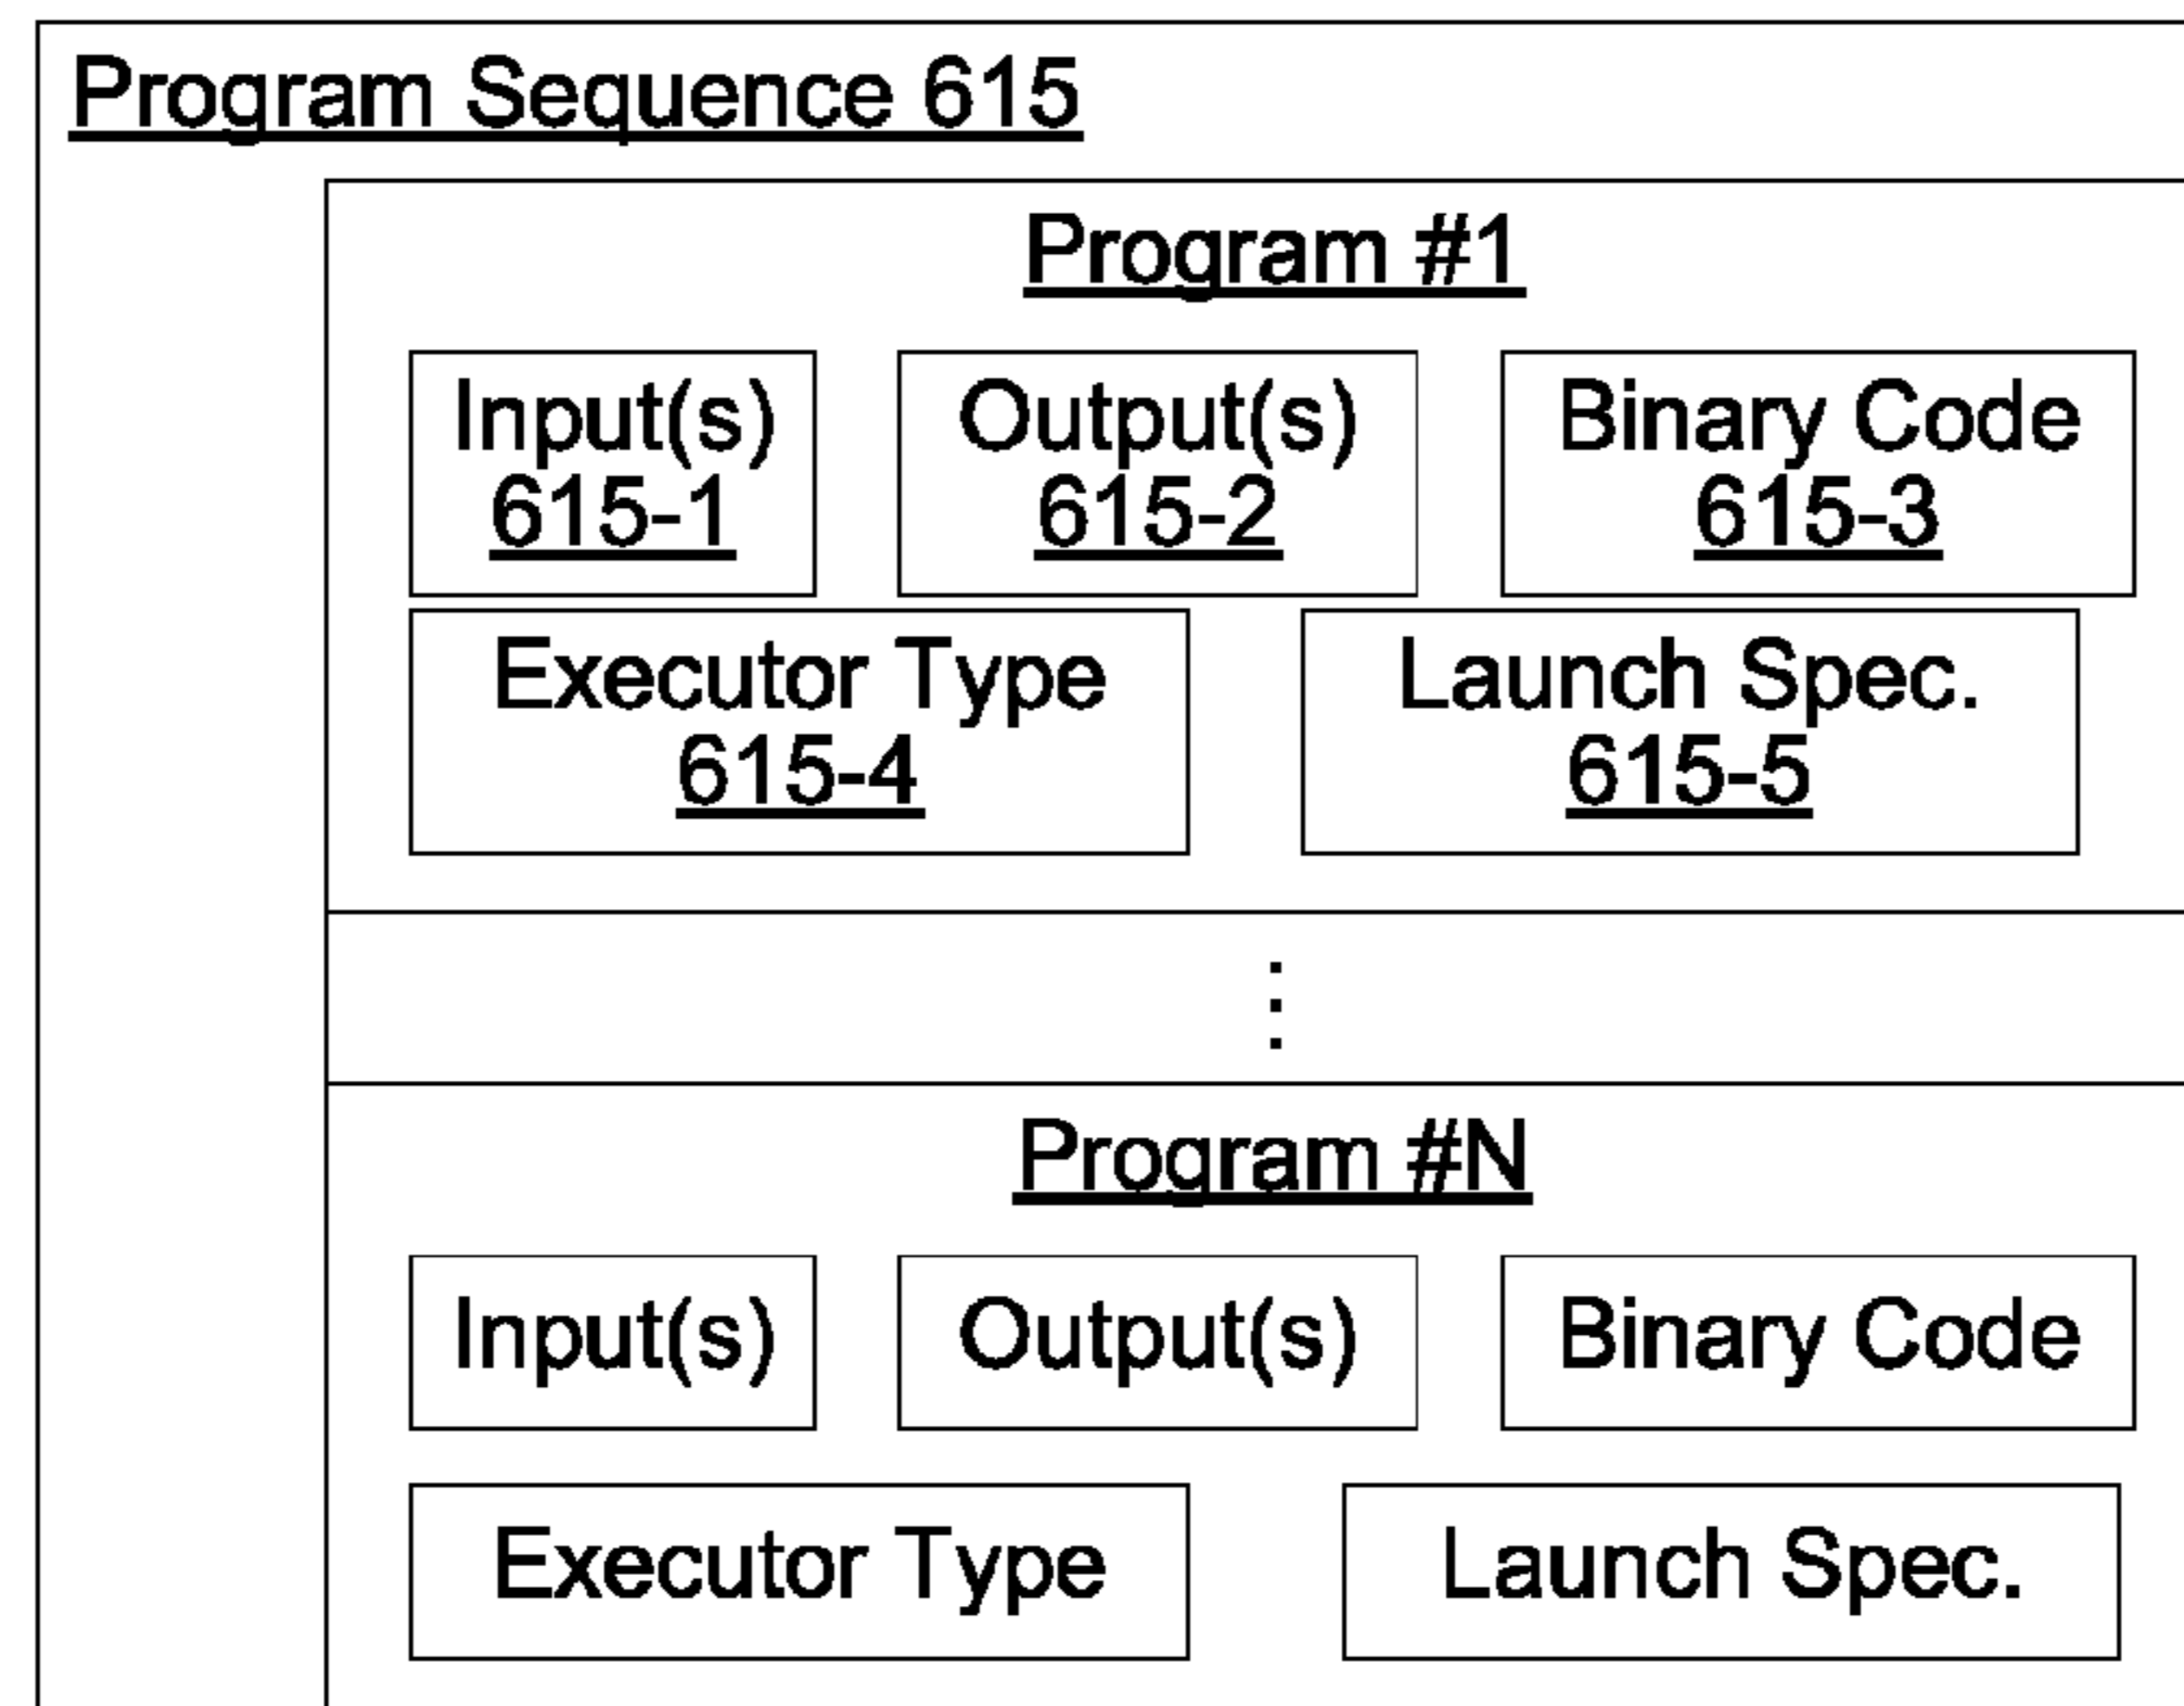 Program Sequence 615
Program #1
Input(s)
615-1
Output(s)
615-2
Binary Code
615-3
Executor Type
615-4
Launch Spec.
615-5
Program #N
Input(s)
Output(s)
Binary Code
Executor Type
Launch Spec.